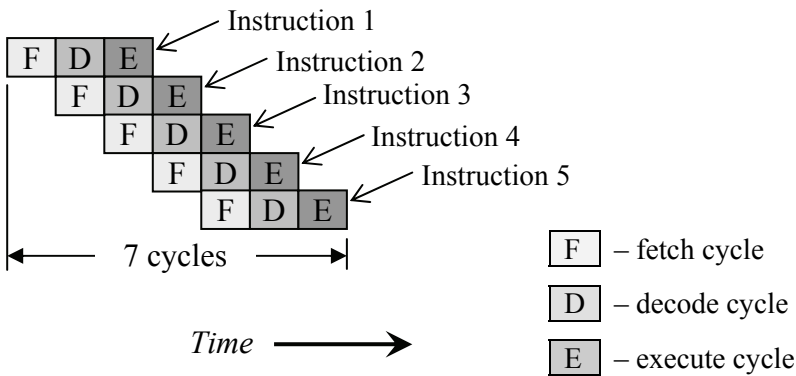 Instruction 1
F D E
Instruction 2
F D E
Instruction 3
F D E
Instruction 4
F D E
Instruction 5
F D E
7 cycles
F – fetch cycle
D – decode cycle
Time
E – execute cycle